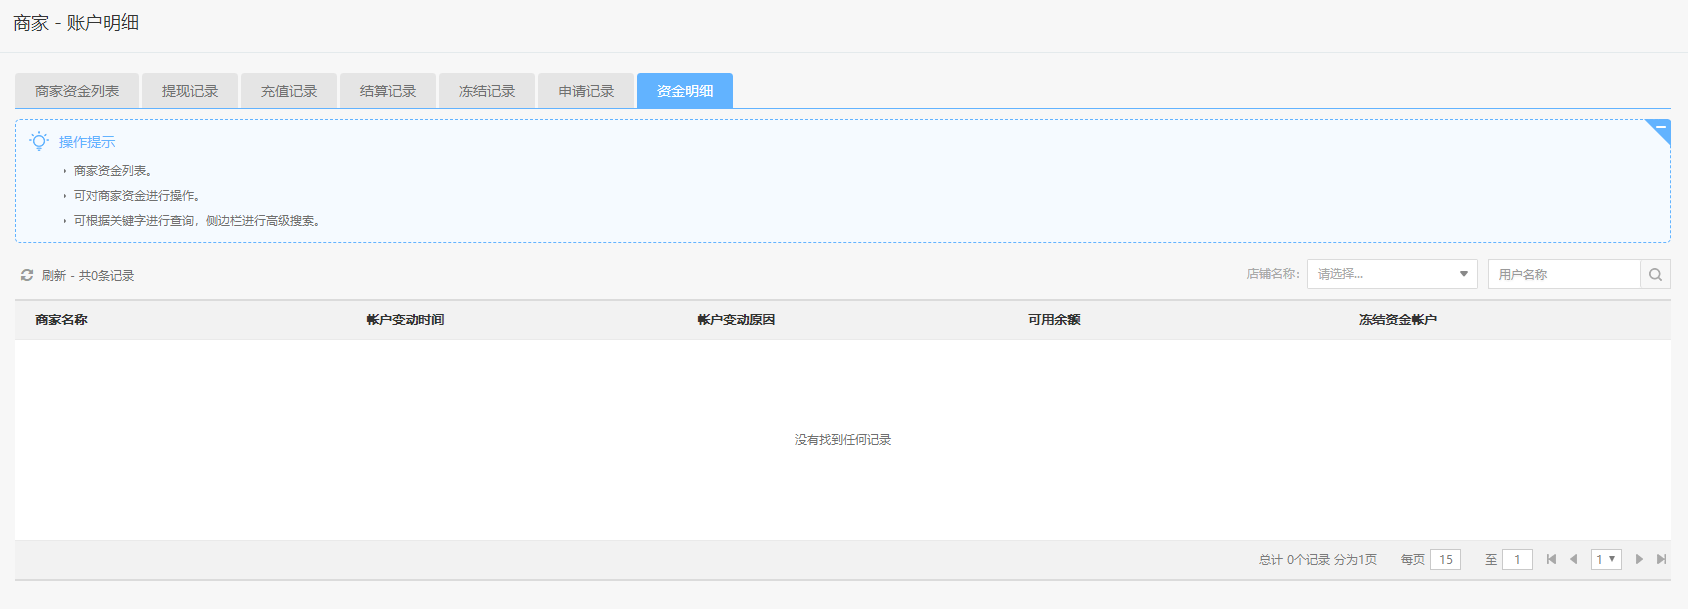 商家 - 账户明细
商家资金列表 提现记录 充值记录 结算记录 冻结记录 申请记录 资金明细
操作提示
商家资金列表。
可对商家资金进行操作。
可根据关键字进行查询，侧边栏进行高级搜索。
刷新 - 共0条记录 店铺名称： 请选择... 用户名称
商家名称 帐户变动时间 帐户变动原因 可用余额 冻结资金帐户
没有找到任何记录
总计 0个记录 分为1页 每页 15 至 1 1